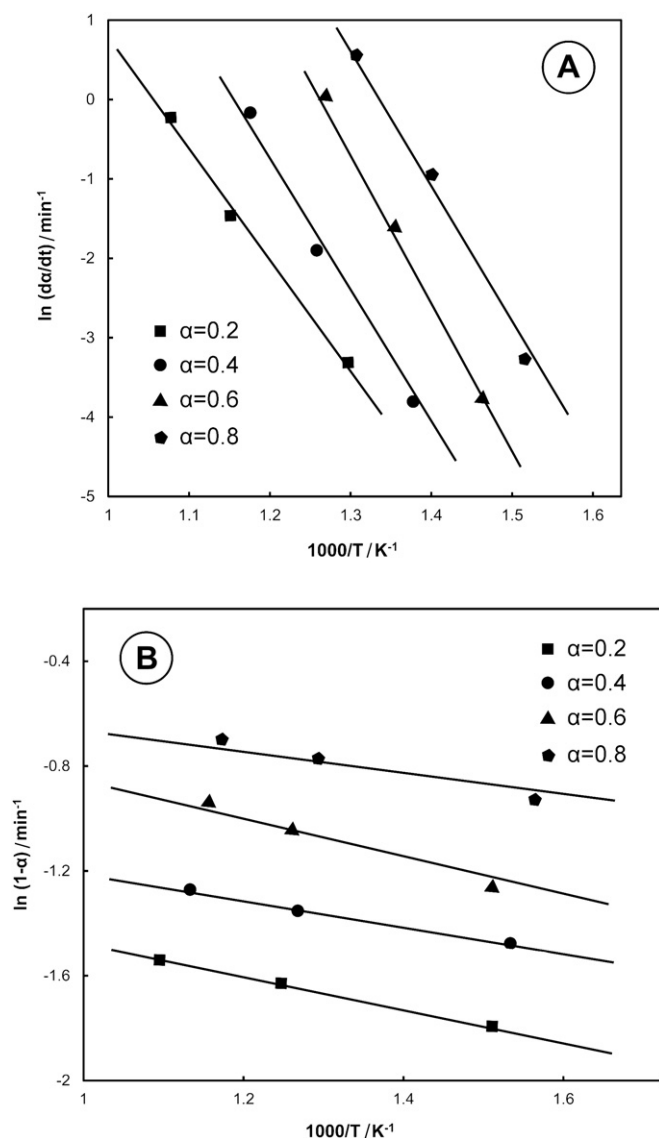 1
A
0
-1
ln (dα/dt) / min⁻¹
-2
-3
α=0.2
α=0.4
-4
α=0.6
α=0.8
-5
1 1.1 1.2 1.3 1.4 1.5 1.6
1000/T / K⁻¹
B
α=0.2
-0.4
α=0.4
α=0.6
α=0.8
-0.8
ln (1-α) / min⁻¹
-1.2
-1.6
-2
1 1.2 1.4 1.6
1000/T / K⁻¹